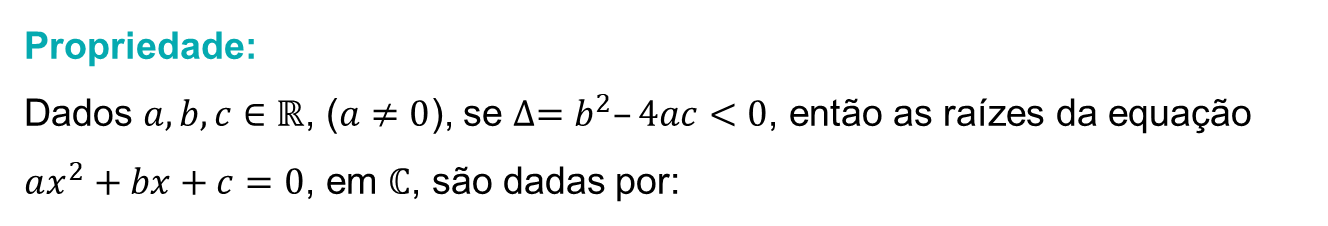 Propriedade:
Dados a, b, c ∈ ℝ, (a ≠ 0), se Δ= b²– 4ac < 0, então as raízes da equação
ax² + bx + c = 0, em ℂ, são dadas por: